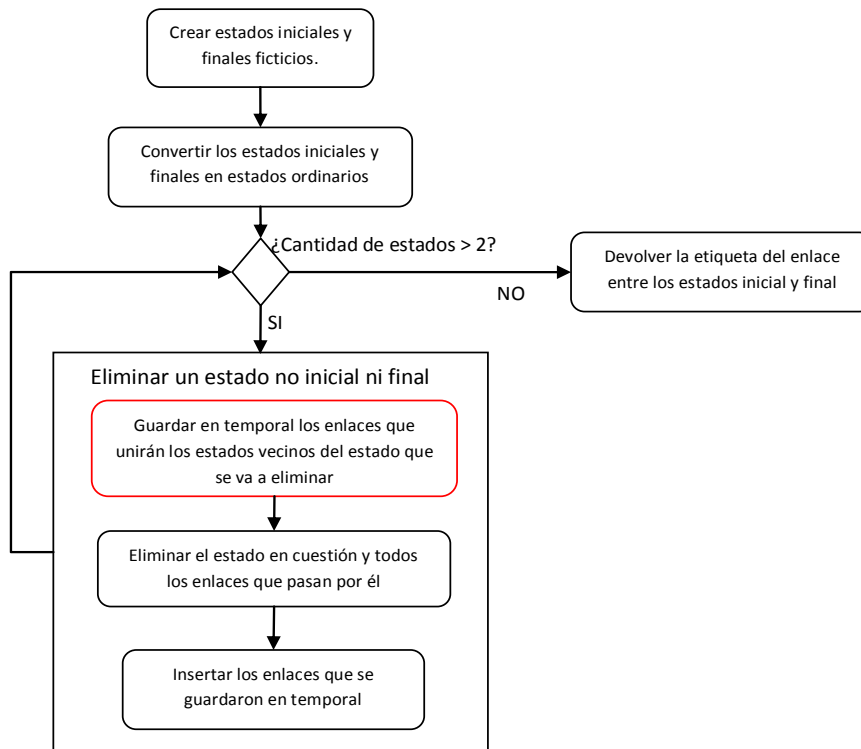 Crear estados iniciales y
finales ficticios.
Convertir los estados iniciales y
finales en estados ordinarios
¿Cantidad de estados > 2?
NO
Devolver la etiqueta del enlace
entre los estados inicial y final
SI
Eliminar un estado no inicial ni final
Guardar en temporal los enlaces que
unirán los estados vecinos del estado que
se va a eliminar
Eliminar el estado en cuestión y todos
los enlaces que pasan por él
Insertar los enlaces que se
guardaron en temporal